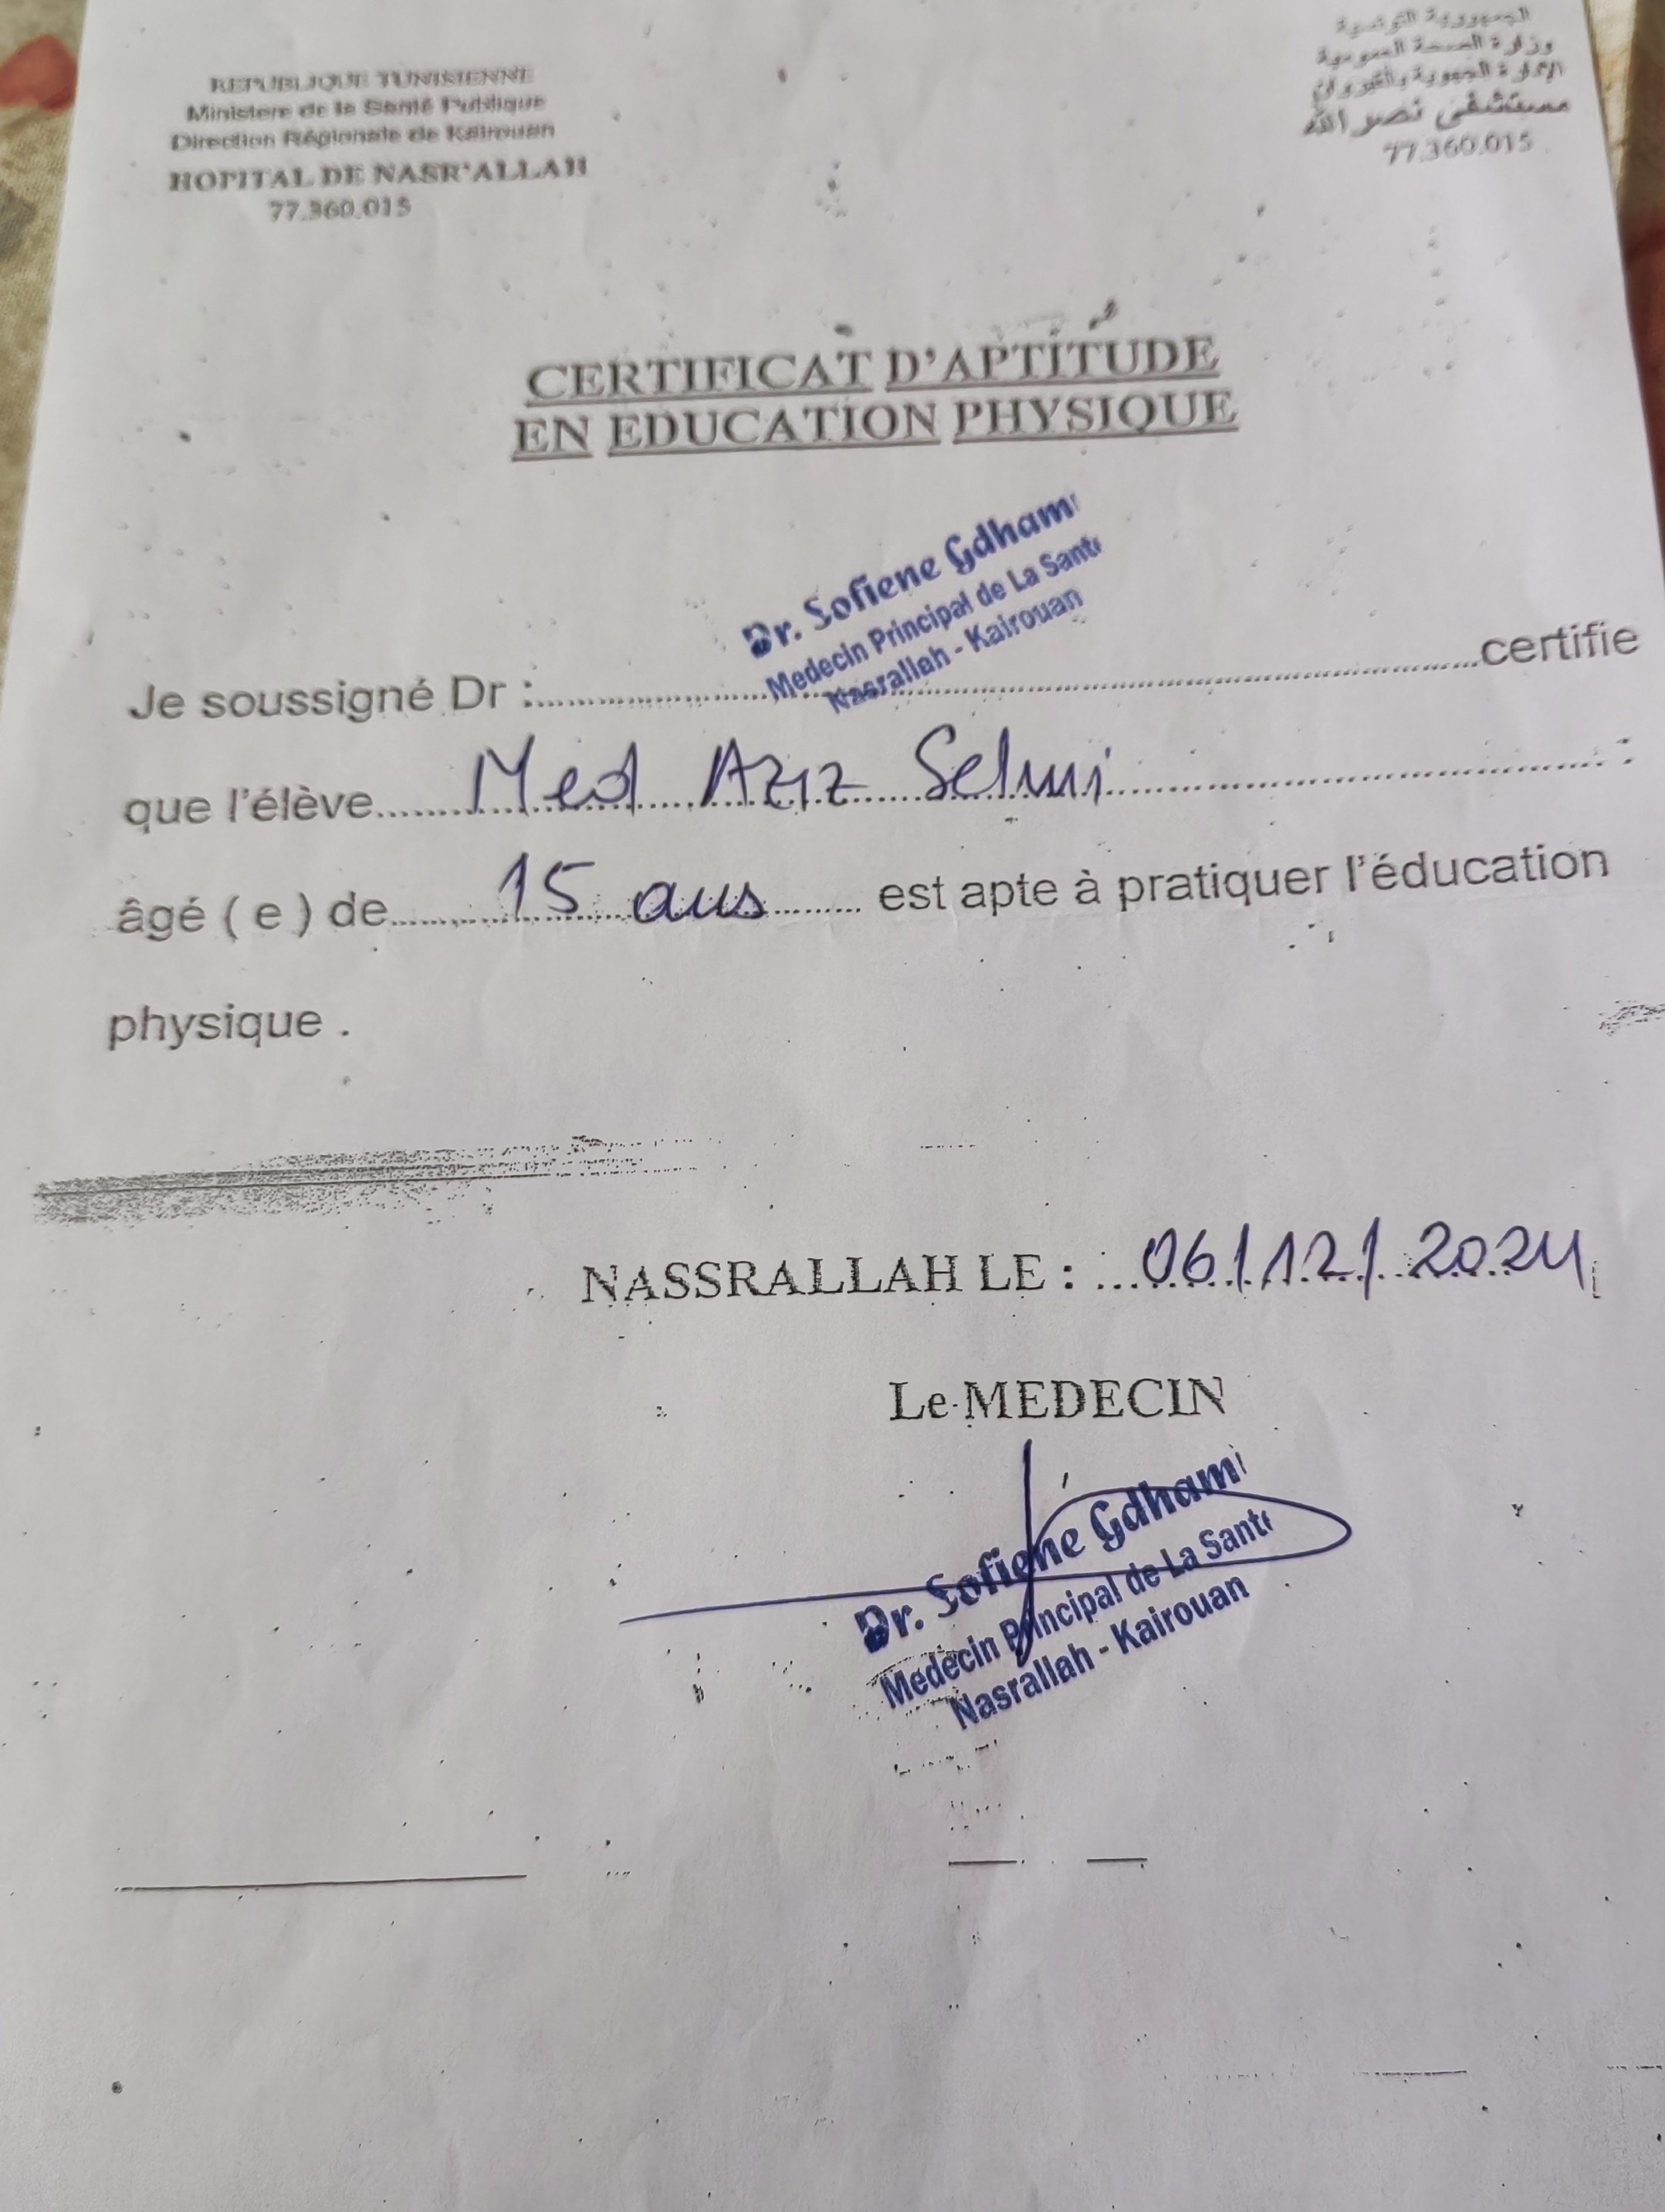 REPUBLIQUE TUNISIENNE
Ministere de la Santé Publique
Direction Régionale de Kairouan
HOPITAL DE NASR'ALLAH
77.360.015
الجمهورية التونسية
وزارة الصحة العمومية
الإدارة الجهوية بالقيروان
مستشفى نصر الله
77.360.015
CERTIFICAT D'APTITUDE
EN EDUCATION PHYSIQUE
Dr. Sofiene Gdhami
Medecin Principal de La Santé
Nasrallah - Kairouan
Je soussigné Dr :........................certifie
que l'élève..... Med Aziz Selmi ........ :
âgé ( e ) de..... 15 ans ..... est apte à pratiquer l'éducation
physique .
NASSRALLAH LE : ... 06/12/2024
Le MEDECIN
Dr. Sofiene Gdhami
Medecin Principal de La Santé
Nasrallah - Kairouan